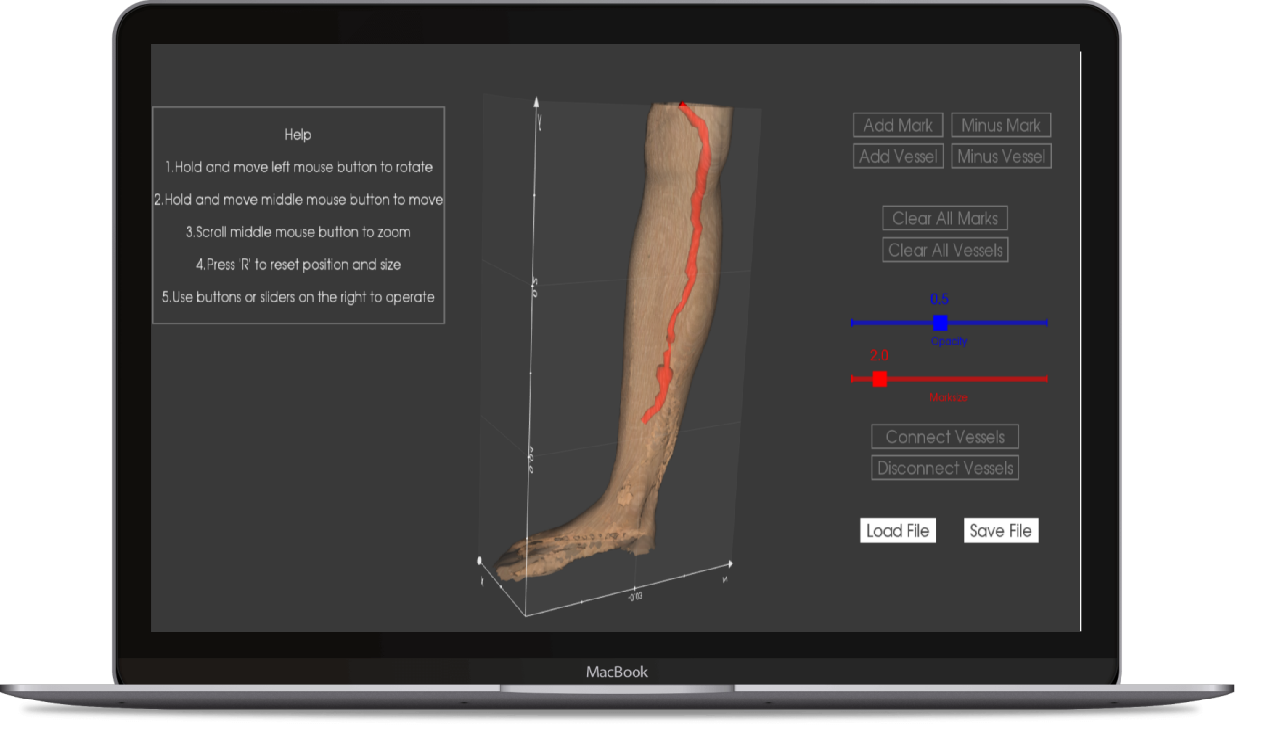 Help
1.Hold and move left mouse button to rotate
2.Hold and move middle mouse button to move
3.Scroll middle mouse button to zoom
4.Press 'R' to reset position and size
5.Use buttons or sliders on the right to operate
Add Mark
Minus Mark
Add Vessel
Minus Vessel
Clear All Marks
Clear All Vessels
0.5
Opacity
2.0
Marksize
Connect Vessels
Disconnect Vessels
Load File
Save File
-0.03
MacBook